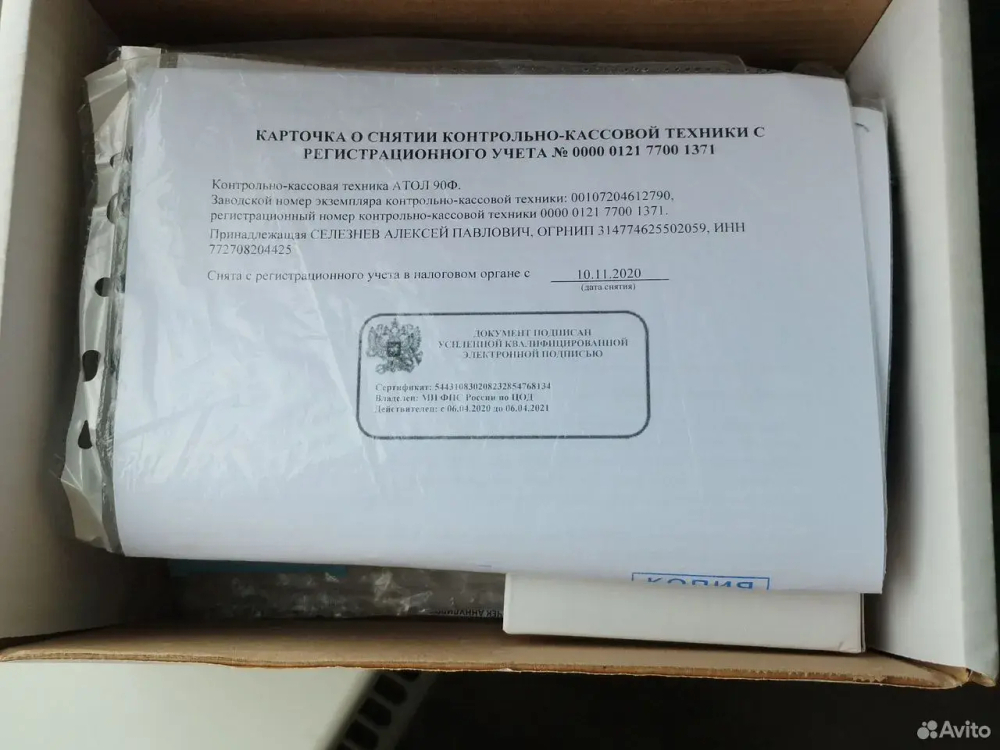 КАРТОЧКА О СНЯТИИ КОНТРОЛЬНО-КАССОВОЙ ТЕХНИКИ С
РЕГИСТРАЦИОННОГО УЧЕТА № 0000 0121 7700 1371
Контрольно-кассовая техника АТОЛ 90Ф.
Заводской номер экземпляра контрольно-кассовой техники: 00107204612790,
регистрационный номер контрольно-кассовой техники 0000 0121 7700 1371.
Принадлежащая СЕЛЕЗНЕВ АЛЕКСЕЙ ПАВЛОВИЧ, ОГРНИП 314774625502059, ИНН
772708204425
Снята с регистрационного учета в налоговом органе с 10.11.2020
(дата снятия)
ДОКУМЕНТ ПОДПИСАН
УСИЛЕННОЙ КВАЛИФИЦИРОВАННОЙ
ЭЛЕКТРОННОЙ ПОДПИСЬЮ
Сертификат: 544310830208232854768134
Владелец: МИ ФНС России по ЦОД
Действителен: с 06.04.2020 до 06.04.2021
Avito